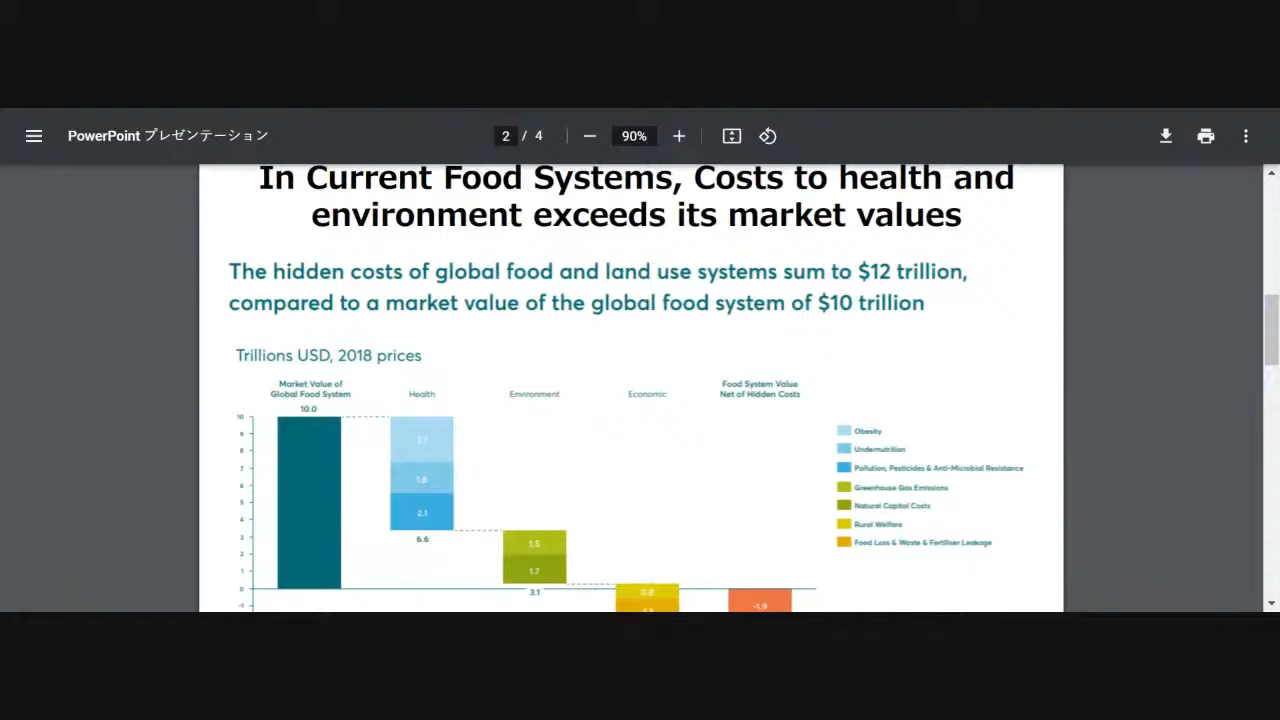 PowerPoint プレゼンテーション
2 / 4
90%
In Current Food Systems, Costs to health and
environment exceeds its market values
The hidden costs of global food and land use systems sum to $12 trillion,
compared to a market value of the global food system of $10 trillion
Trillions USD, 2018 prices
Market Value of
Global Food System
Health
Environment
Economic
Food System Value
Net of Hidden Costs
10.0
10
9
8
7
6
5
4
3
2
1
0
-1
2.7
1.8
2.1
6.6
1.5
1.7
3.1
0.8
-1.9
Obesity
Undernutrition
Pollution, Pesticides & Anti-Microbial Resistance
Greenhouse Gas Emissions
Natural Capital Costs
Rural Welfare
Food Loss & Waste & Fertiliser Leakage